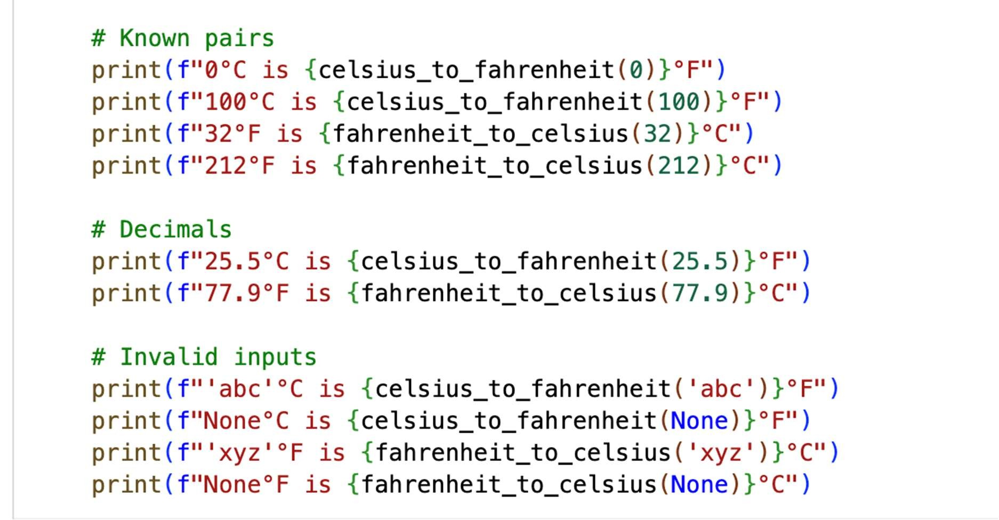 # Known pairs
print(f"0°C is {celsius_to_fahrenheit(0)}°F")
print(f"100°C is {celsius_to_fahrenheit(100)}°F")
print(f"32°F is {fahrenheit_to_celsius(32)}°C")
print(f"212°F is {fahrenheit_to_celsius(212)}°C")
# Decimals
print(f"25.5°C is {celsius_to_fahrenheit(25.5)}°F")
print(f"77.9°F is {fahrenheit_to_celsius(77.9)}°C")
# Invalid inputs
print(f"'abc'°C is {celsius_to_fahrenheit('abc')}°F")
print(f"None°C is {celsius_to_fahrenheit(None)}°F")
print(f"'xyz'°F is {fahrenheit_to_celsius('xyz')}°C")
print(f"None°F is {fahrenheit_to_celsius(None)}°C")